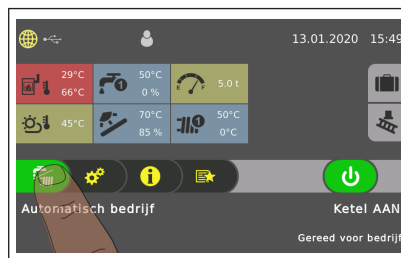 13.01.2020 15:49
29°C
66°C
50°C
0 %
E F 5.0 t
45°C
70°C
85 %
50°C
0°C
Automatisch bedrijf
Ketel AAN
Gereed voor bedrijf